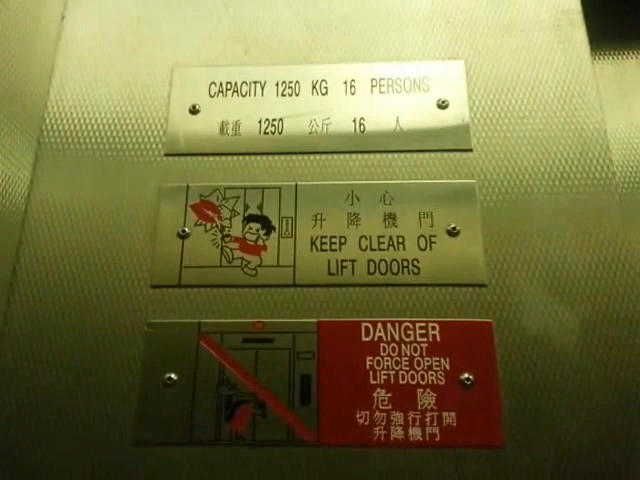 CAPACITY 1250 KG 16 PERSONS
載重 1250 公斤 16 人
小心
升降機門
KEEP CLEAR OF
LIFT DOORS
DANGER
DO NOT
FORCE OPEN
LIFT DOORS
危險
切勿強行打開
升降機門